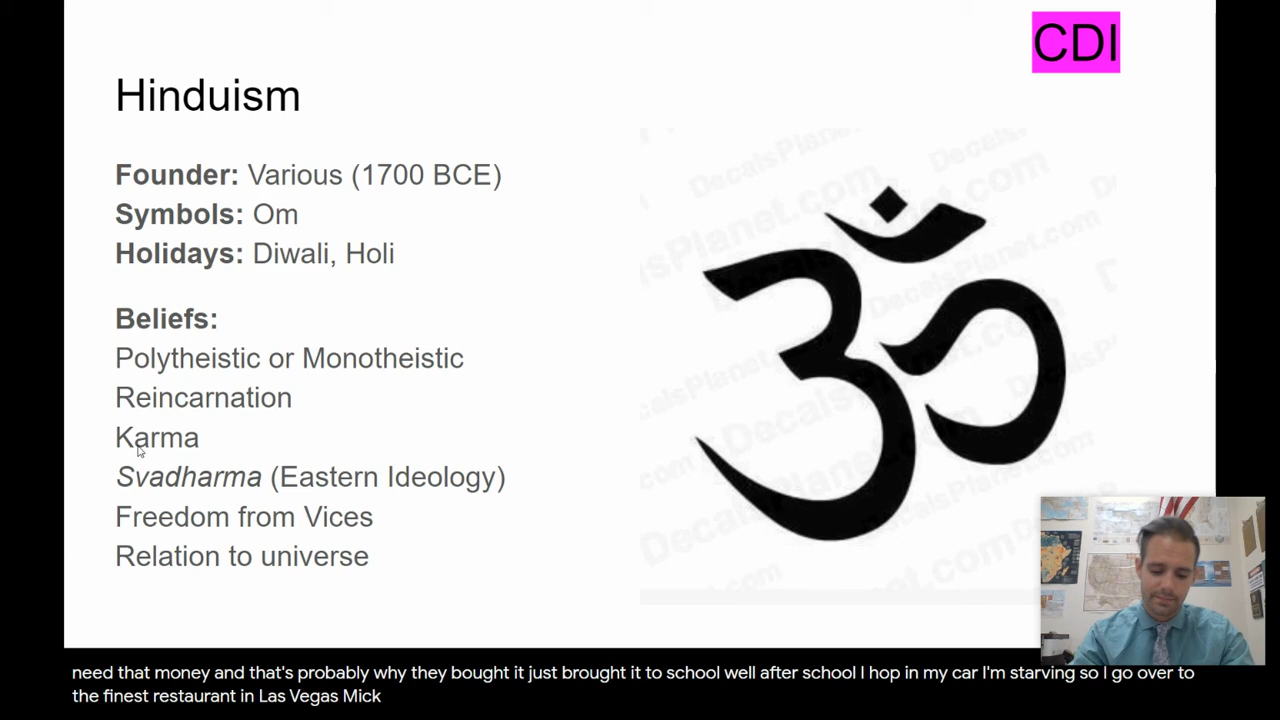 CDI
Hinduism
Founder: Various (1700 BCE)
Symbols: Om
Holidays: Diwali, Holi
Beliefs:
Polytheistic or Monotheistic
Reincarnation
Karma
Svadharma (Eastern Ideology)
Freedom from Vices
Relation to universe
ॐ
DecalsPlanet.com
need that money and that's probably why they bought it just brought it to school well after school I hop in my car I'm starving so I go over to
the finest restaurant in Las Vegas Mick